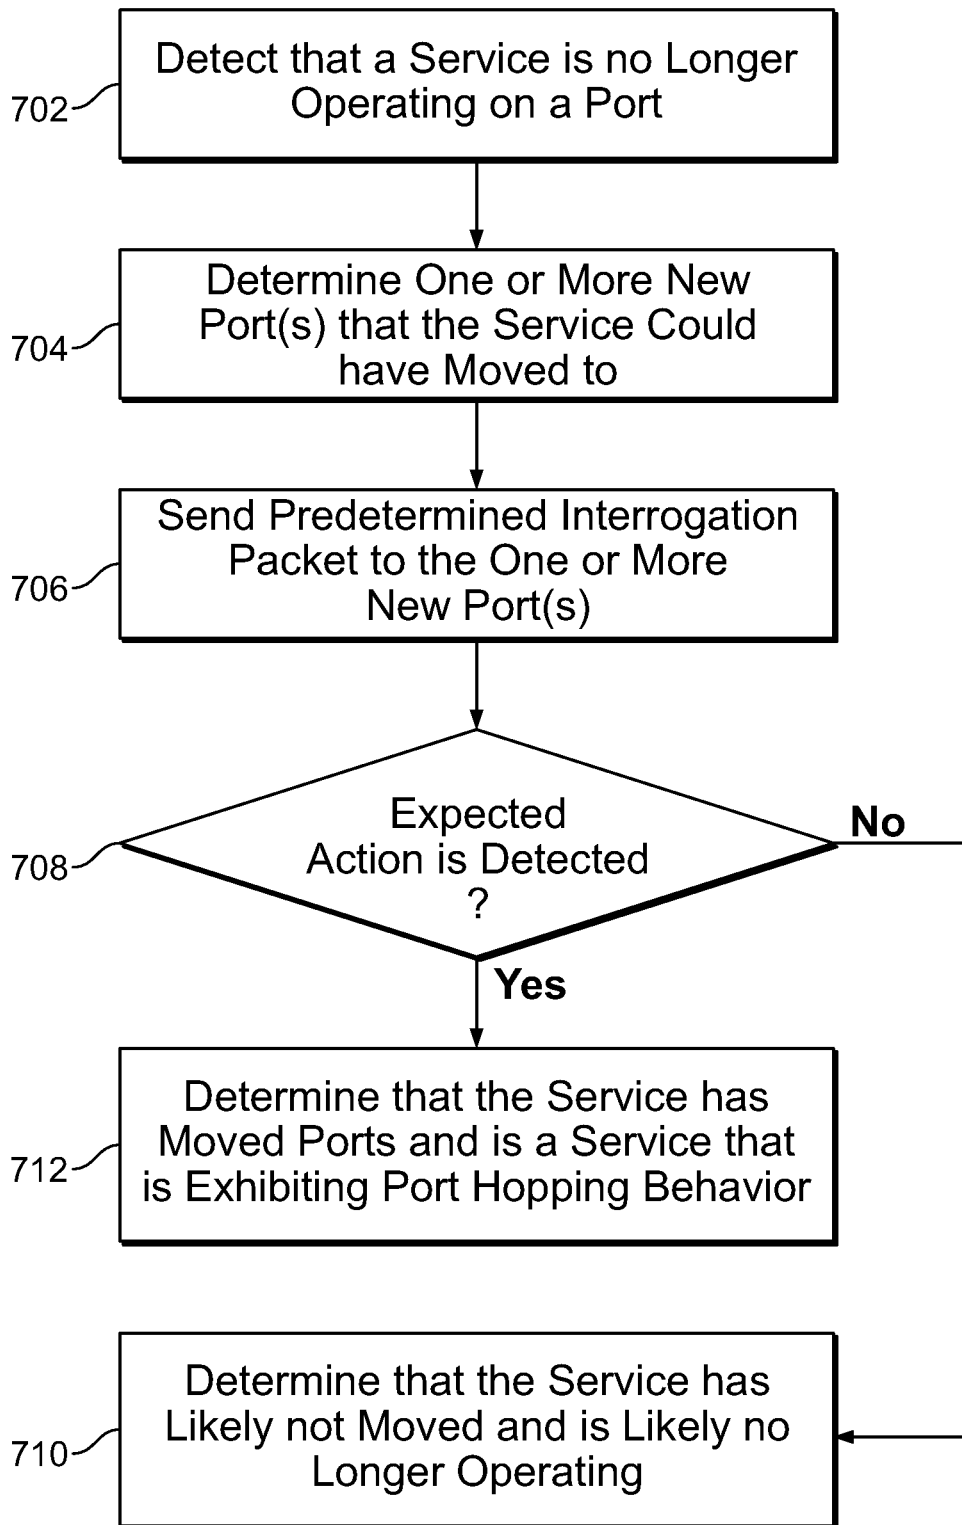 702
Detect that a Service is no Longer
Operating on a Port
704
Determine One or More New
Port(s) that the Service Could
have Moved to
706
Send Predetermined Interrogation
Packet to the One or More
New Port(s)
708
Expected
Action is Detected
?
No
Yes
712
Determine that the Service has
Moved Ports and is a Service that
is Exhibiting Port Hopping Behavior
710
Determine that the Service has
Likely not Moved and is Likely no
Longer Operating